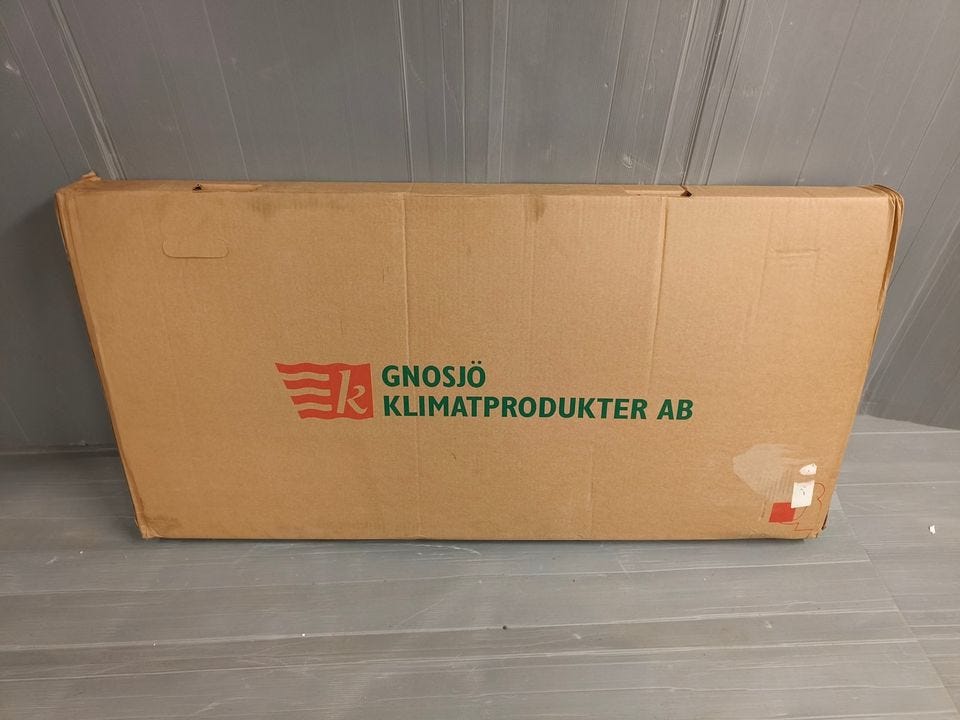 k
GNOSJÖ
KLIMATPRODUKTER AB